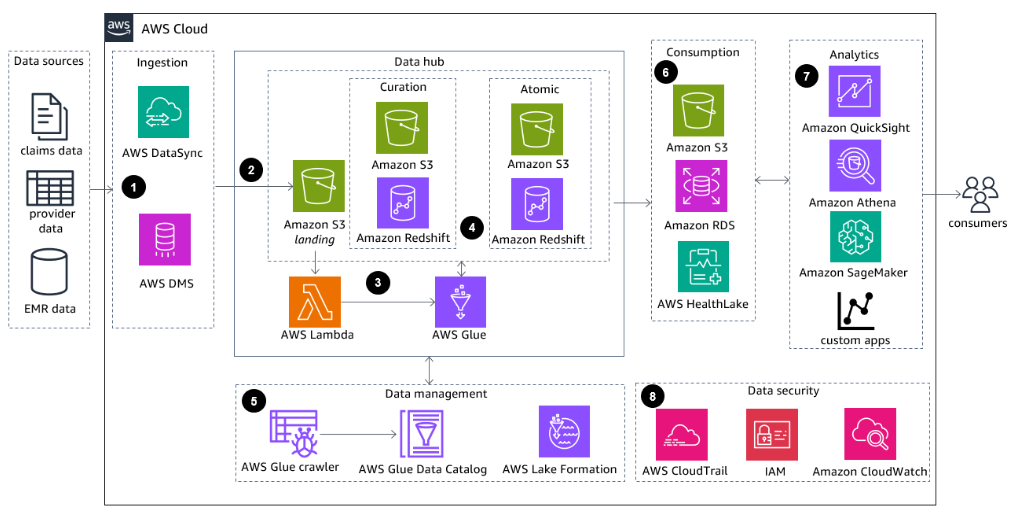 aws
AWS Cloud
Data sources
claims data
provider
data
EMR data
Ingestion
AWS DataSync
1
AWS DMS
Data hub
2
Amazon S3
landing
Curation
Amazon S3
Amazon Redshift
4
Atomic
Amazon S3
Amazon Redshift
3
AWS Lambda
AWS Glue
Consumption
6
Amazon S3
Amazon RDS
AWS HealthLake
Analytics
7
Amazon QuickSight
Amazon Athena
Amazon SageMaker
custom apps
consumers
Data management
5
AWS Glue crawler
AWS Glue Data Catalog
AWS Lake Formation
Data security
8
AWS CloudTrail
IAM
Amazon CloudWatch